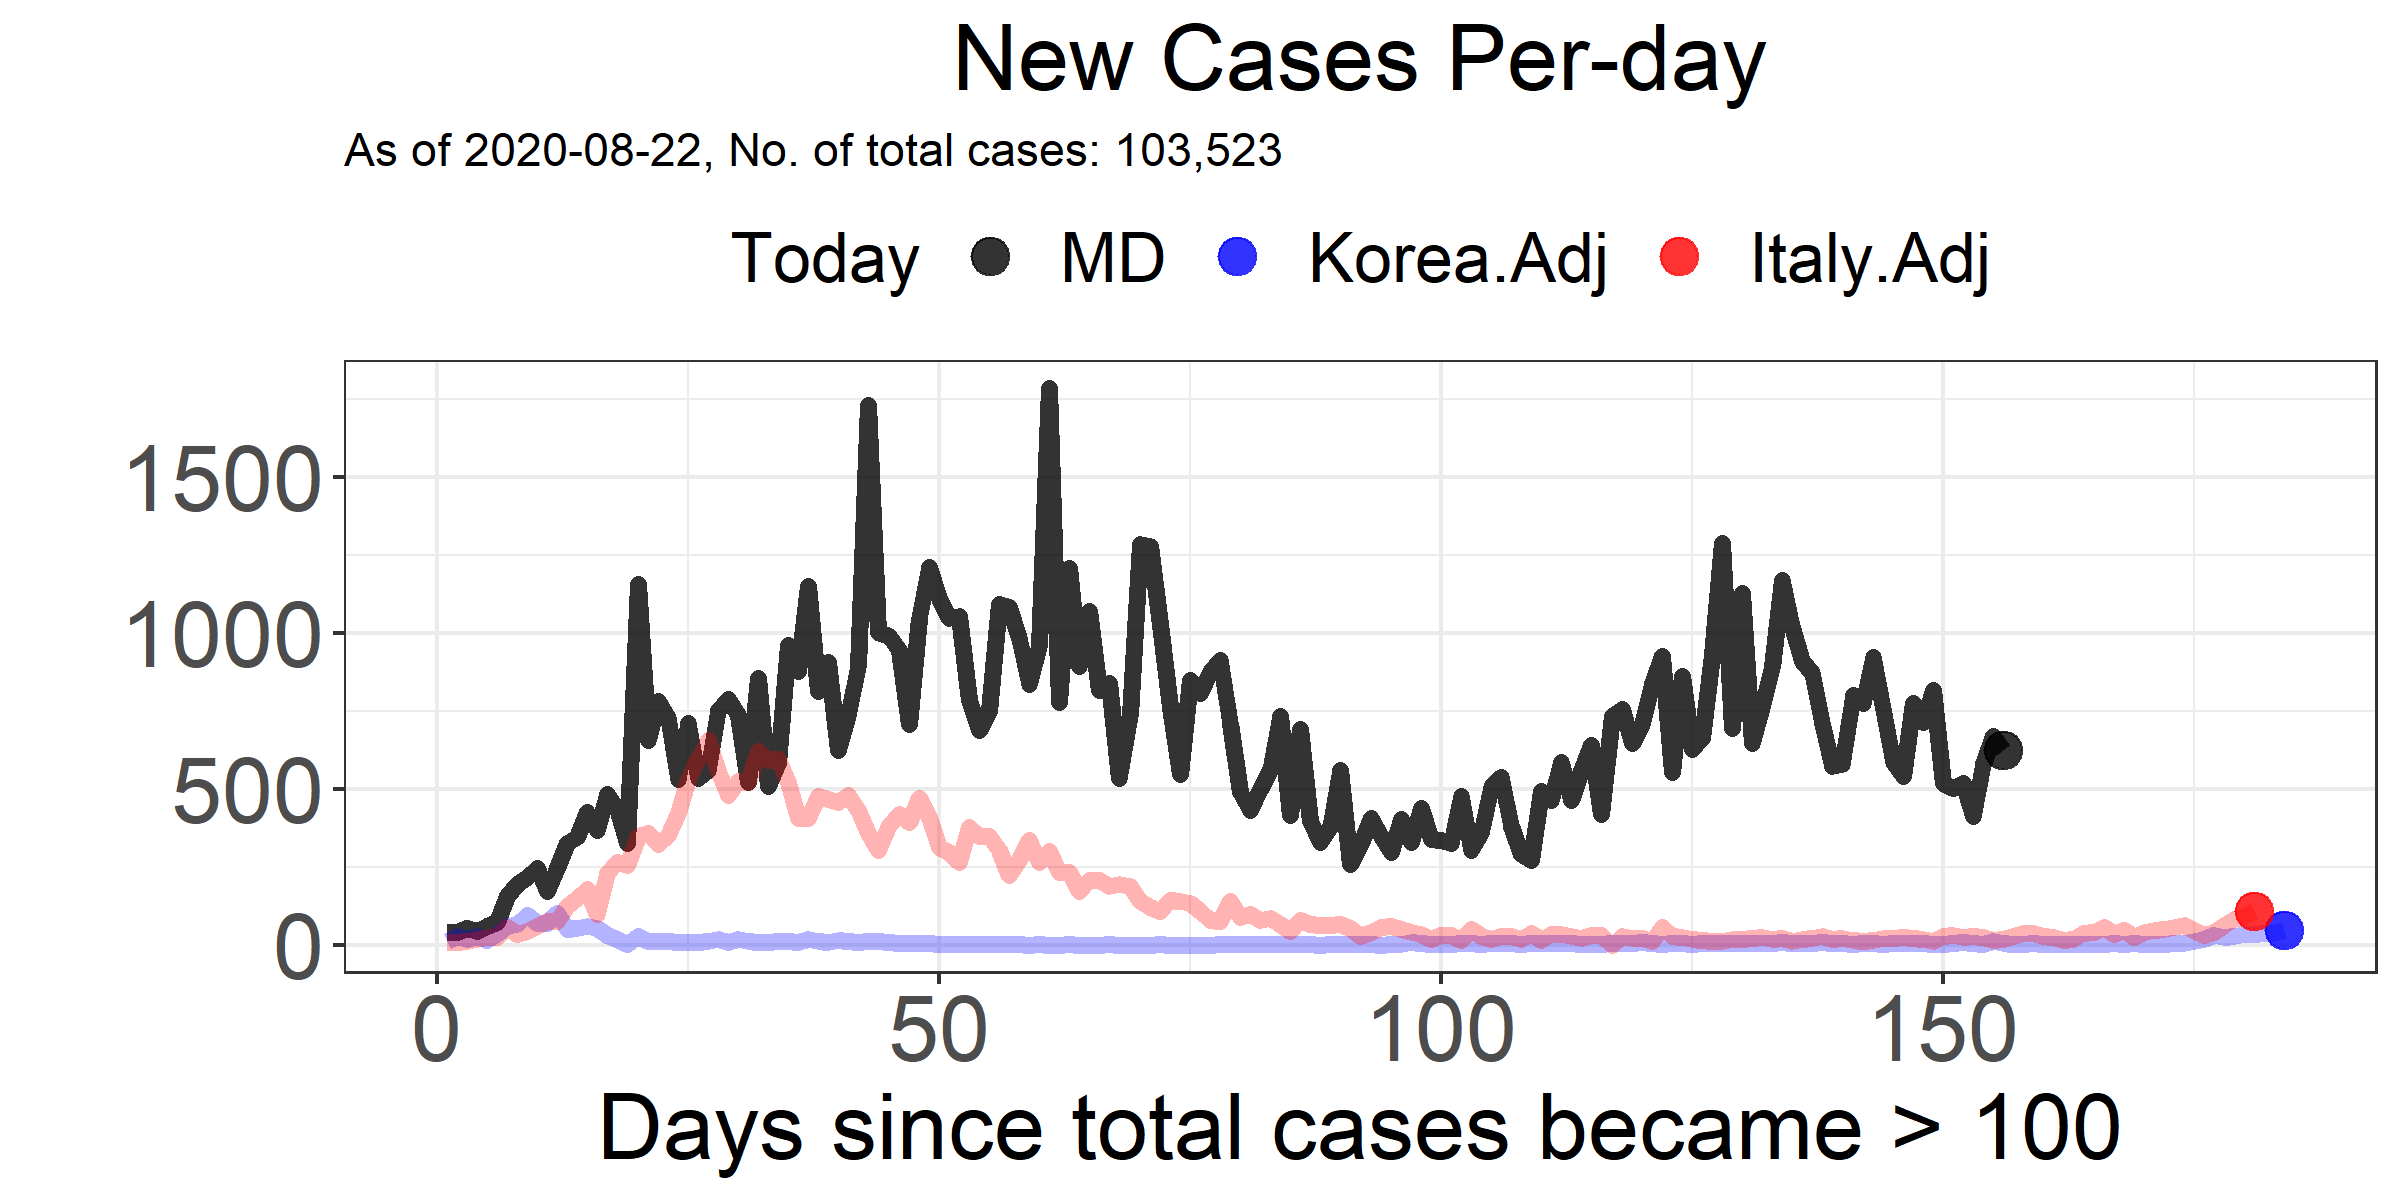 New Cases Per-day
As of 2020-08-22, No. of total cases: 103,523
Today MD Korea.Adj Italy.Adj
1500
1000
500
0
0 50 100 150
Days since total cases became > 100